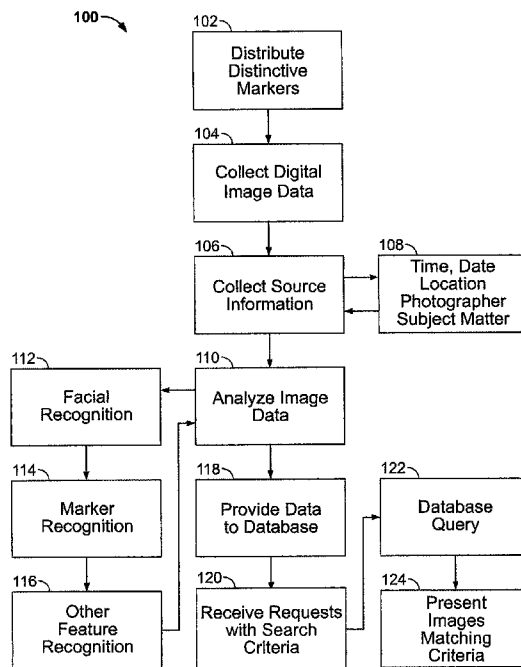 100
102
Distribute
Distinctive
Markers
104
Collect Digital
Image Data
106
Collect Source
Information
108
Time, Date
Location
Photographer
Subject Matter
110
Analyze Image
Data
112
Facial
Recognition
114
Marker
Recognition
116
Other
Feature
Recognition
118
Provide Data
to Database
120
Receive Requests
with Search
Criteria
122
Database
Query
124
Present
Images
Matching Criteria